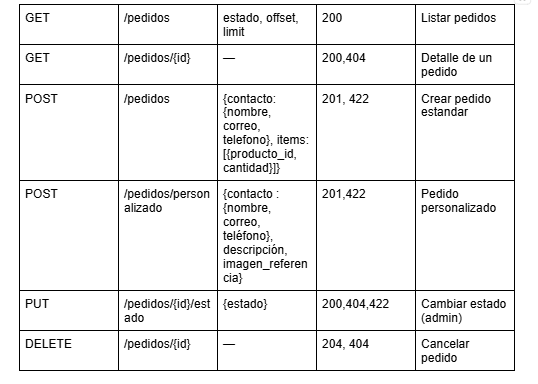 GET /pedidos estado, offset, limit 200 Listar pedidos
GET /pedidos/{id} — 200,404 Detalle de un pedido
POST /pedidos {contacto: {nombre, correo, telefono}, items: [{producto_id, cantidad}]} 201, 422 Crear pedido estandar
POST /pedidos/personalizado {contacto : {nombre, correo, teléfono}, descripción, imagen_referencia} 201,422 Pedido personalizado
PUT /pedidos/{id}/estado {estado} 200,404,422 Cambiar estado (admin)
DELETE /pedidos/{id} — 204, 404 Cancelar pedido